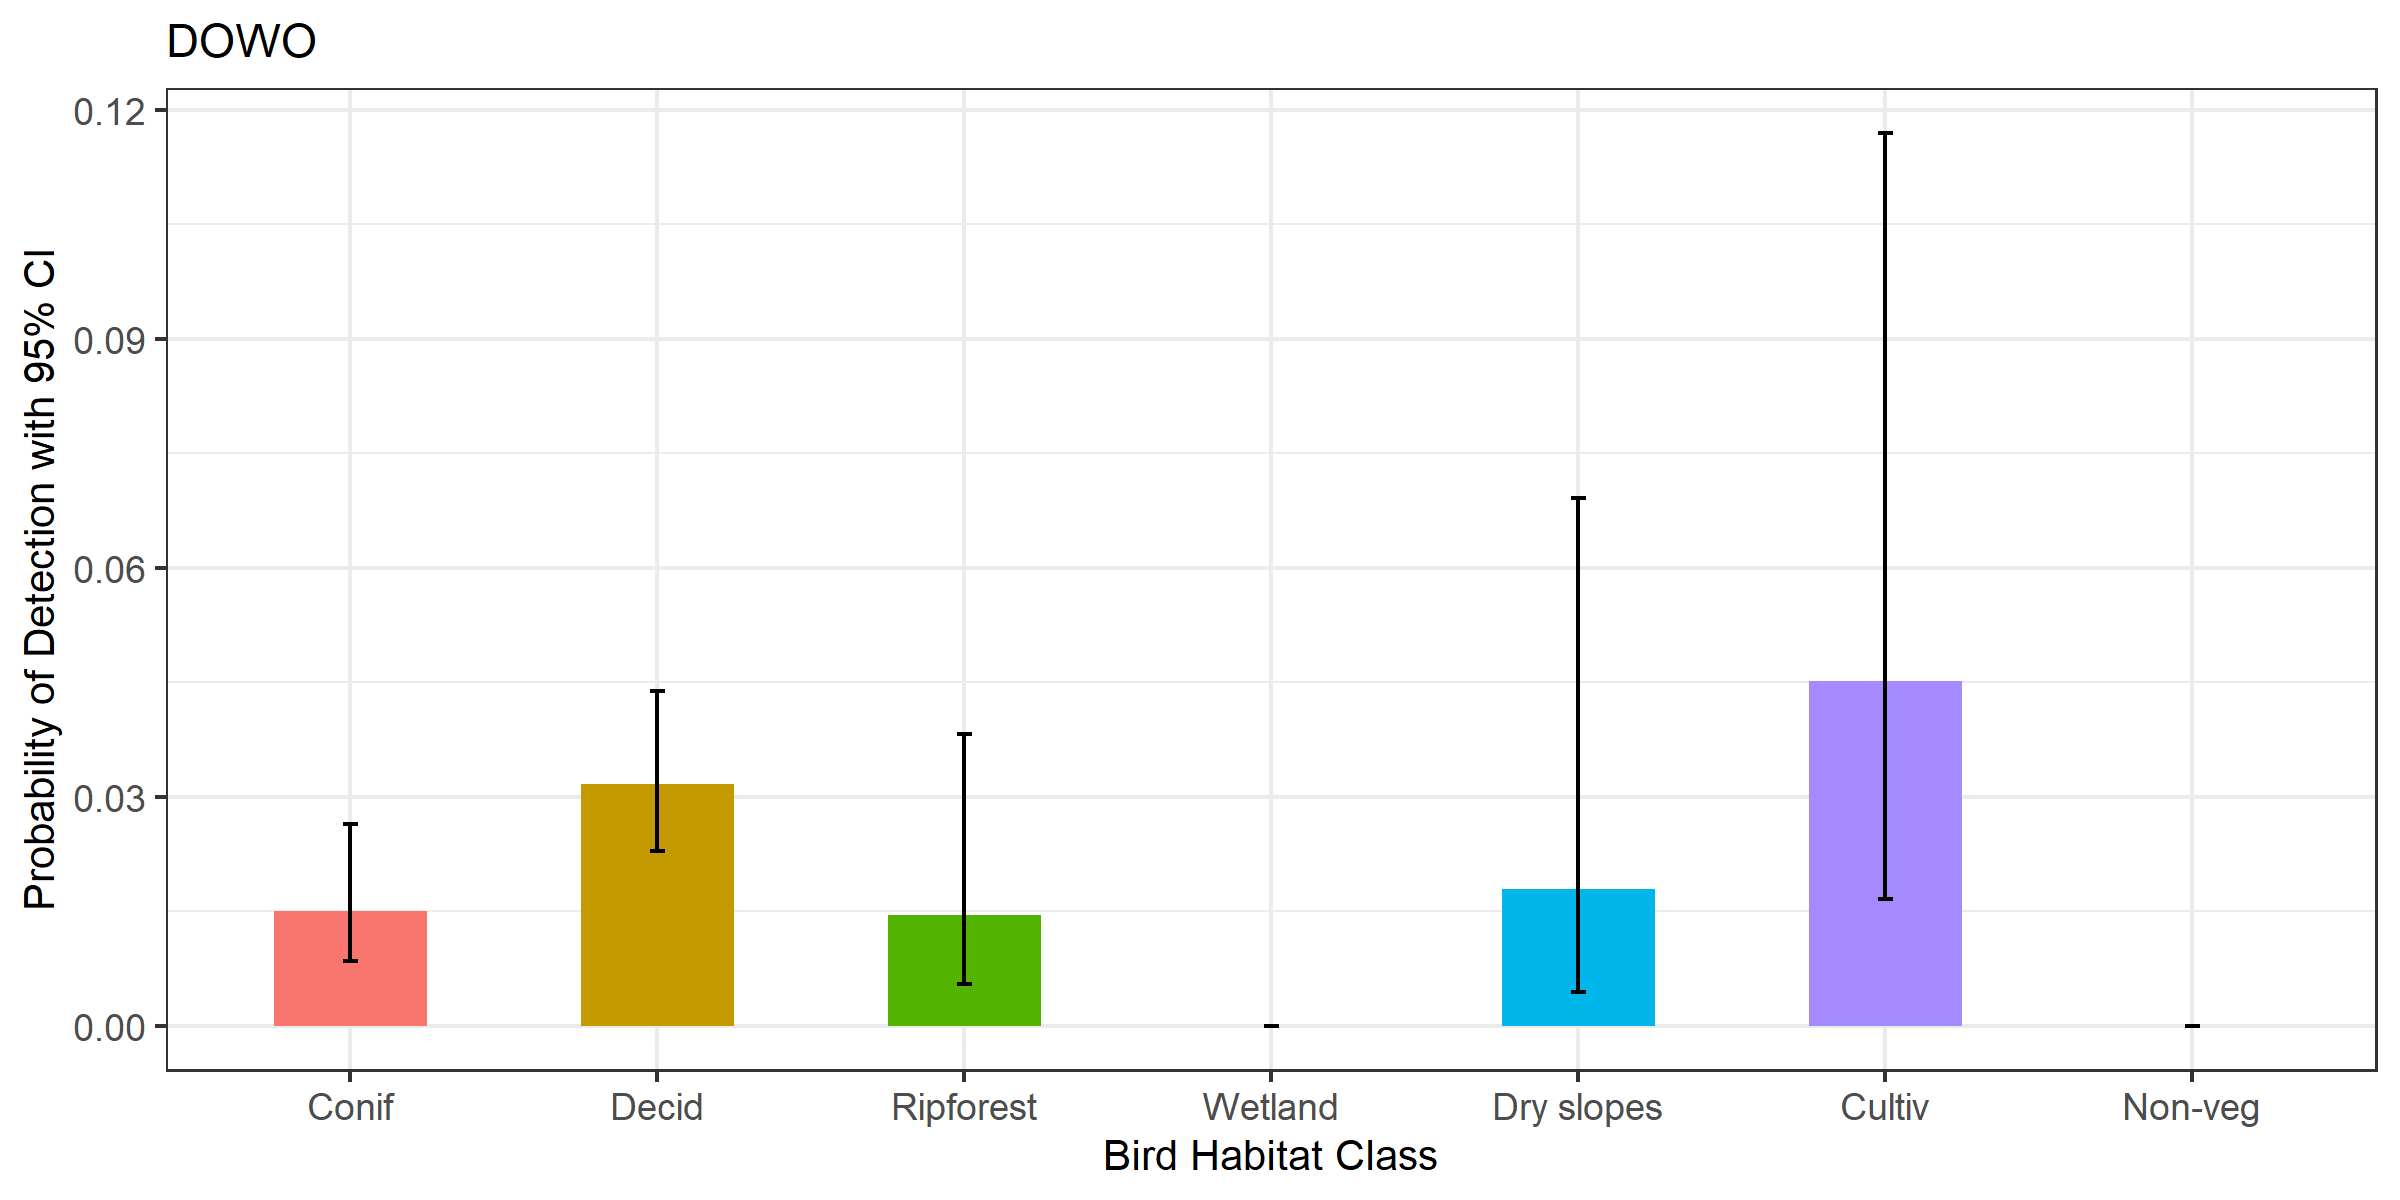 DOWO
Probability of Detection with 95% CI
0.12
0.09
0.06
0.03
0.00
Conif Decid Ripforest Wetland Dry slopes Cultiv Non-veg
Bird Habitat Class